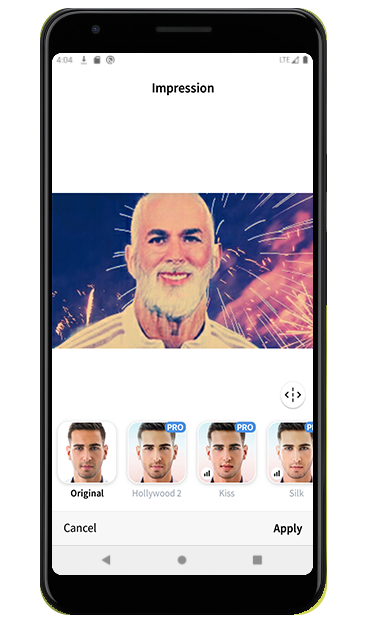 4:04
LTE
Impression
PRO
PRO
Original
Hollywood 2
Kiss
Silk
Cancel
Apply